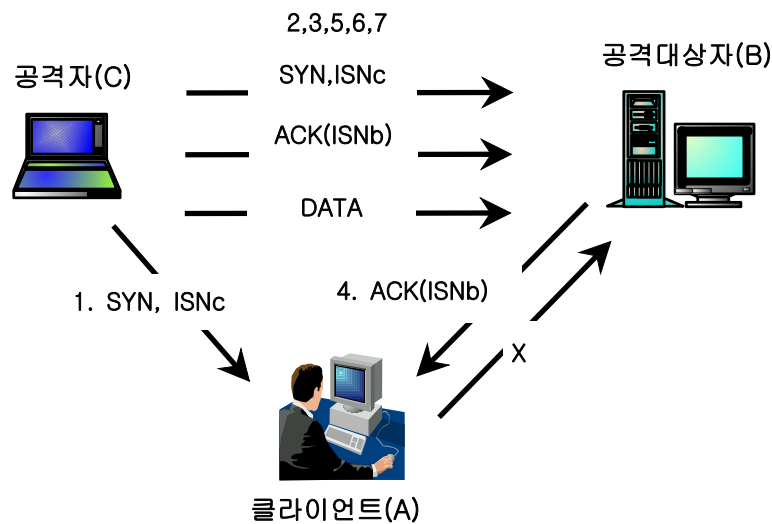 2,3,5,6,7
공격자(C)
공격대상자(B)
SYN,ISNc
ACK(ISNb)
DATA
1. SYN, ISNc
4. ACK(ISNb)
X
클라이언트(A)